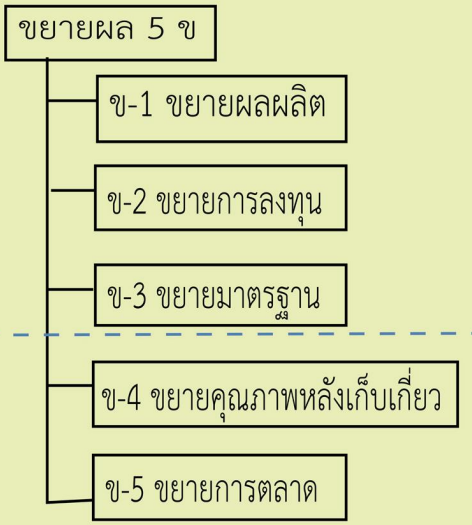 ขยายผล 5 ข
ข-1 ขยายผลผลิต
ข-2 ขยายการลงทุน
ข-3 ขยายมาตรฐาน
ข-4 ขยายคุณภาพหลังเก็บเกี่ยว
ข-5 ขยายการตลาด